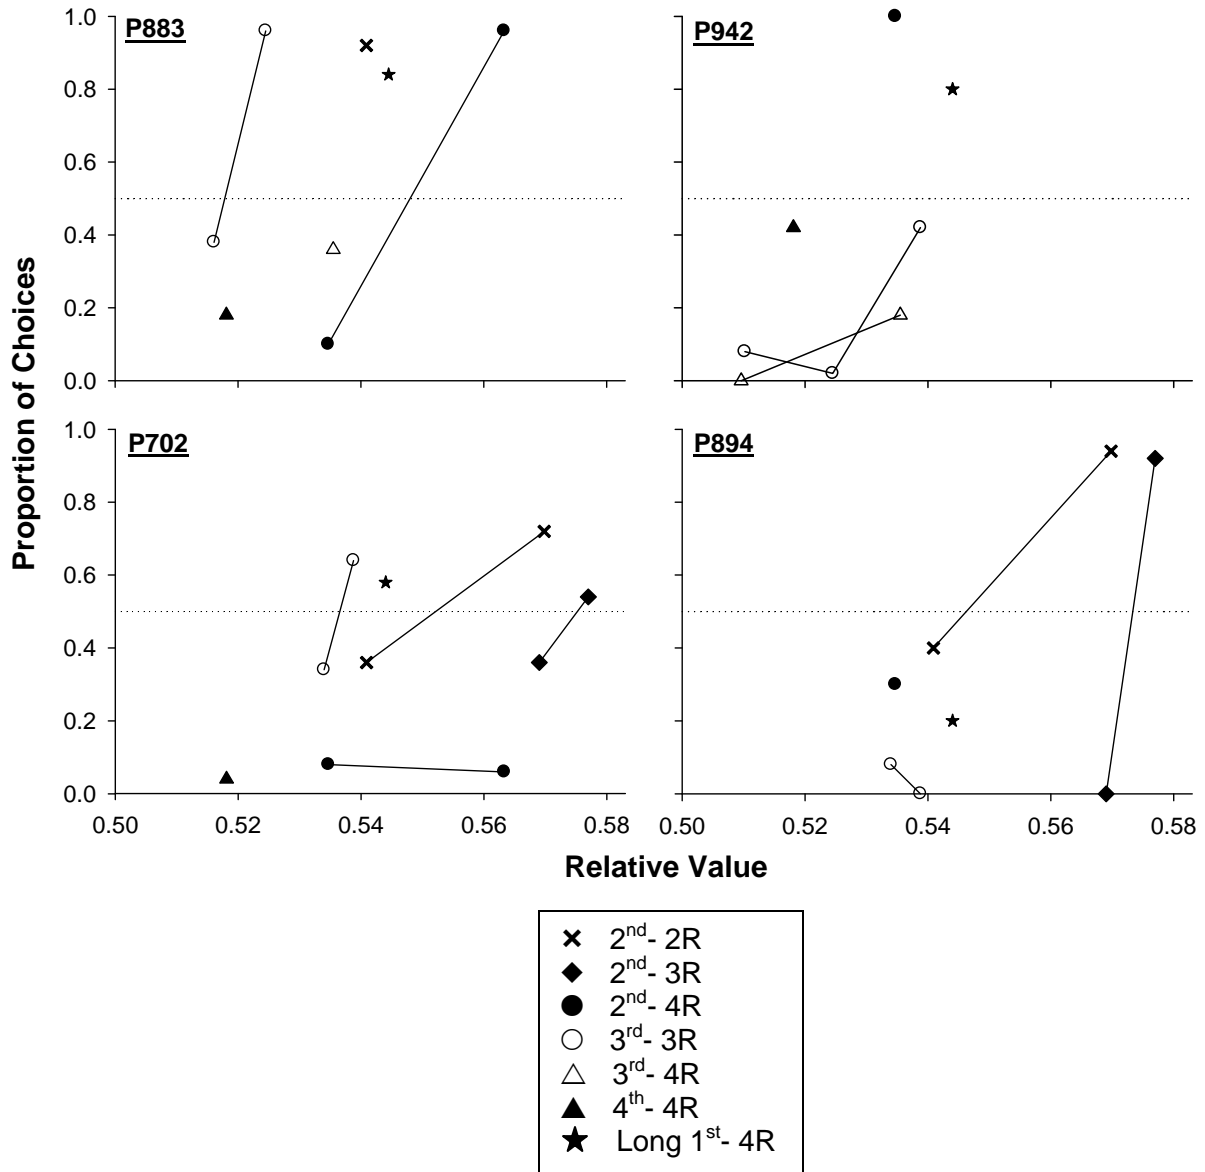 P883
P942
1.0
0.8
0.6
0.4
0.2
0.0
Proportion of Choices
P702
P894
1.0
0.8
0.6
0.4
0.2
0.0
0.50 0.52 0.54 0.56 0.58
0.50 0.52 0.54 0.56 0.58
Relative Value
2nd- 2R
2nd- 3R
2nd- 4R
3rd- 3R
3rd- 4R
4th- 4R
Long 1st- 4R